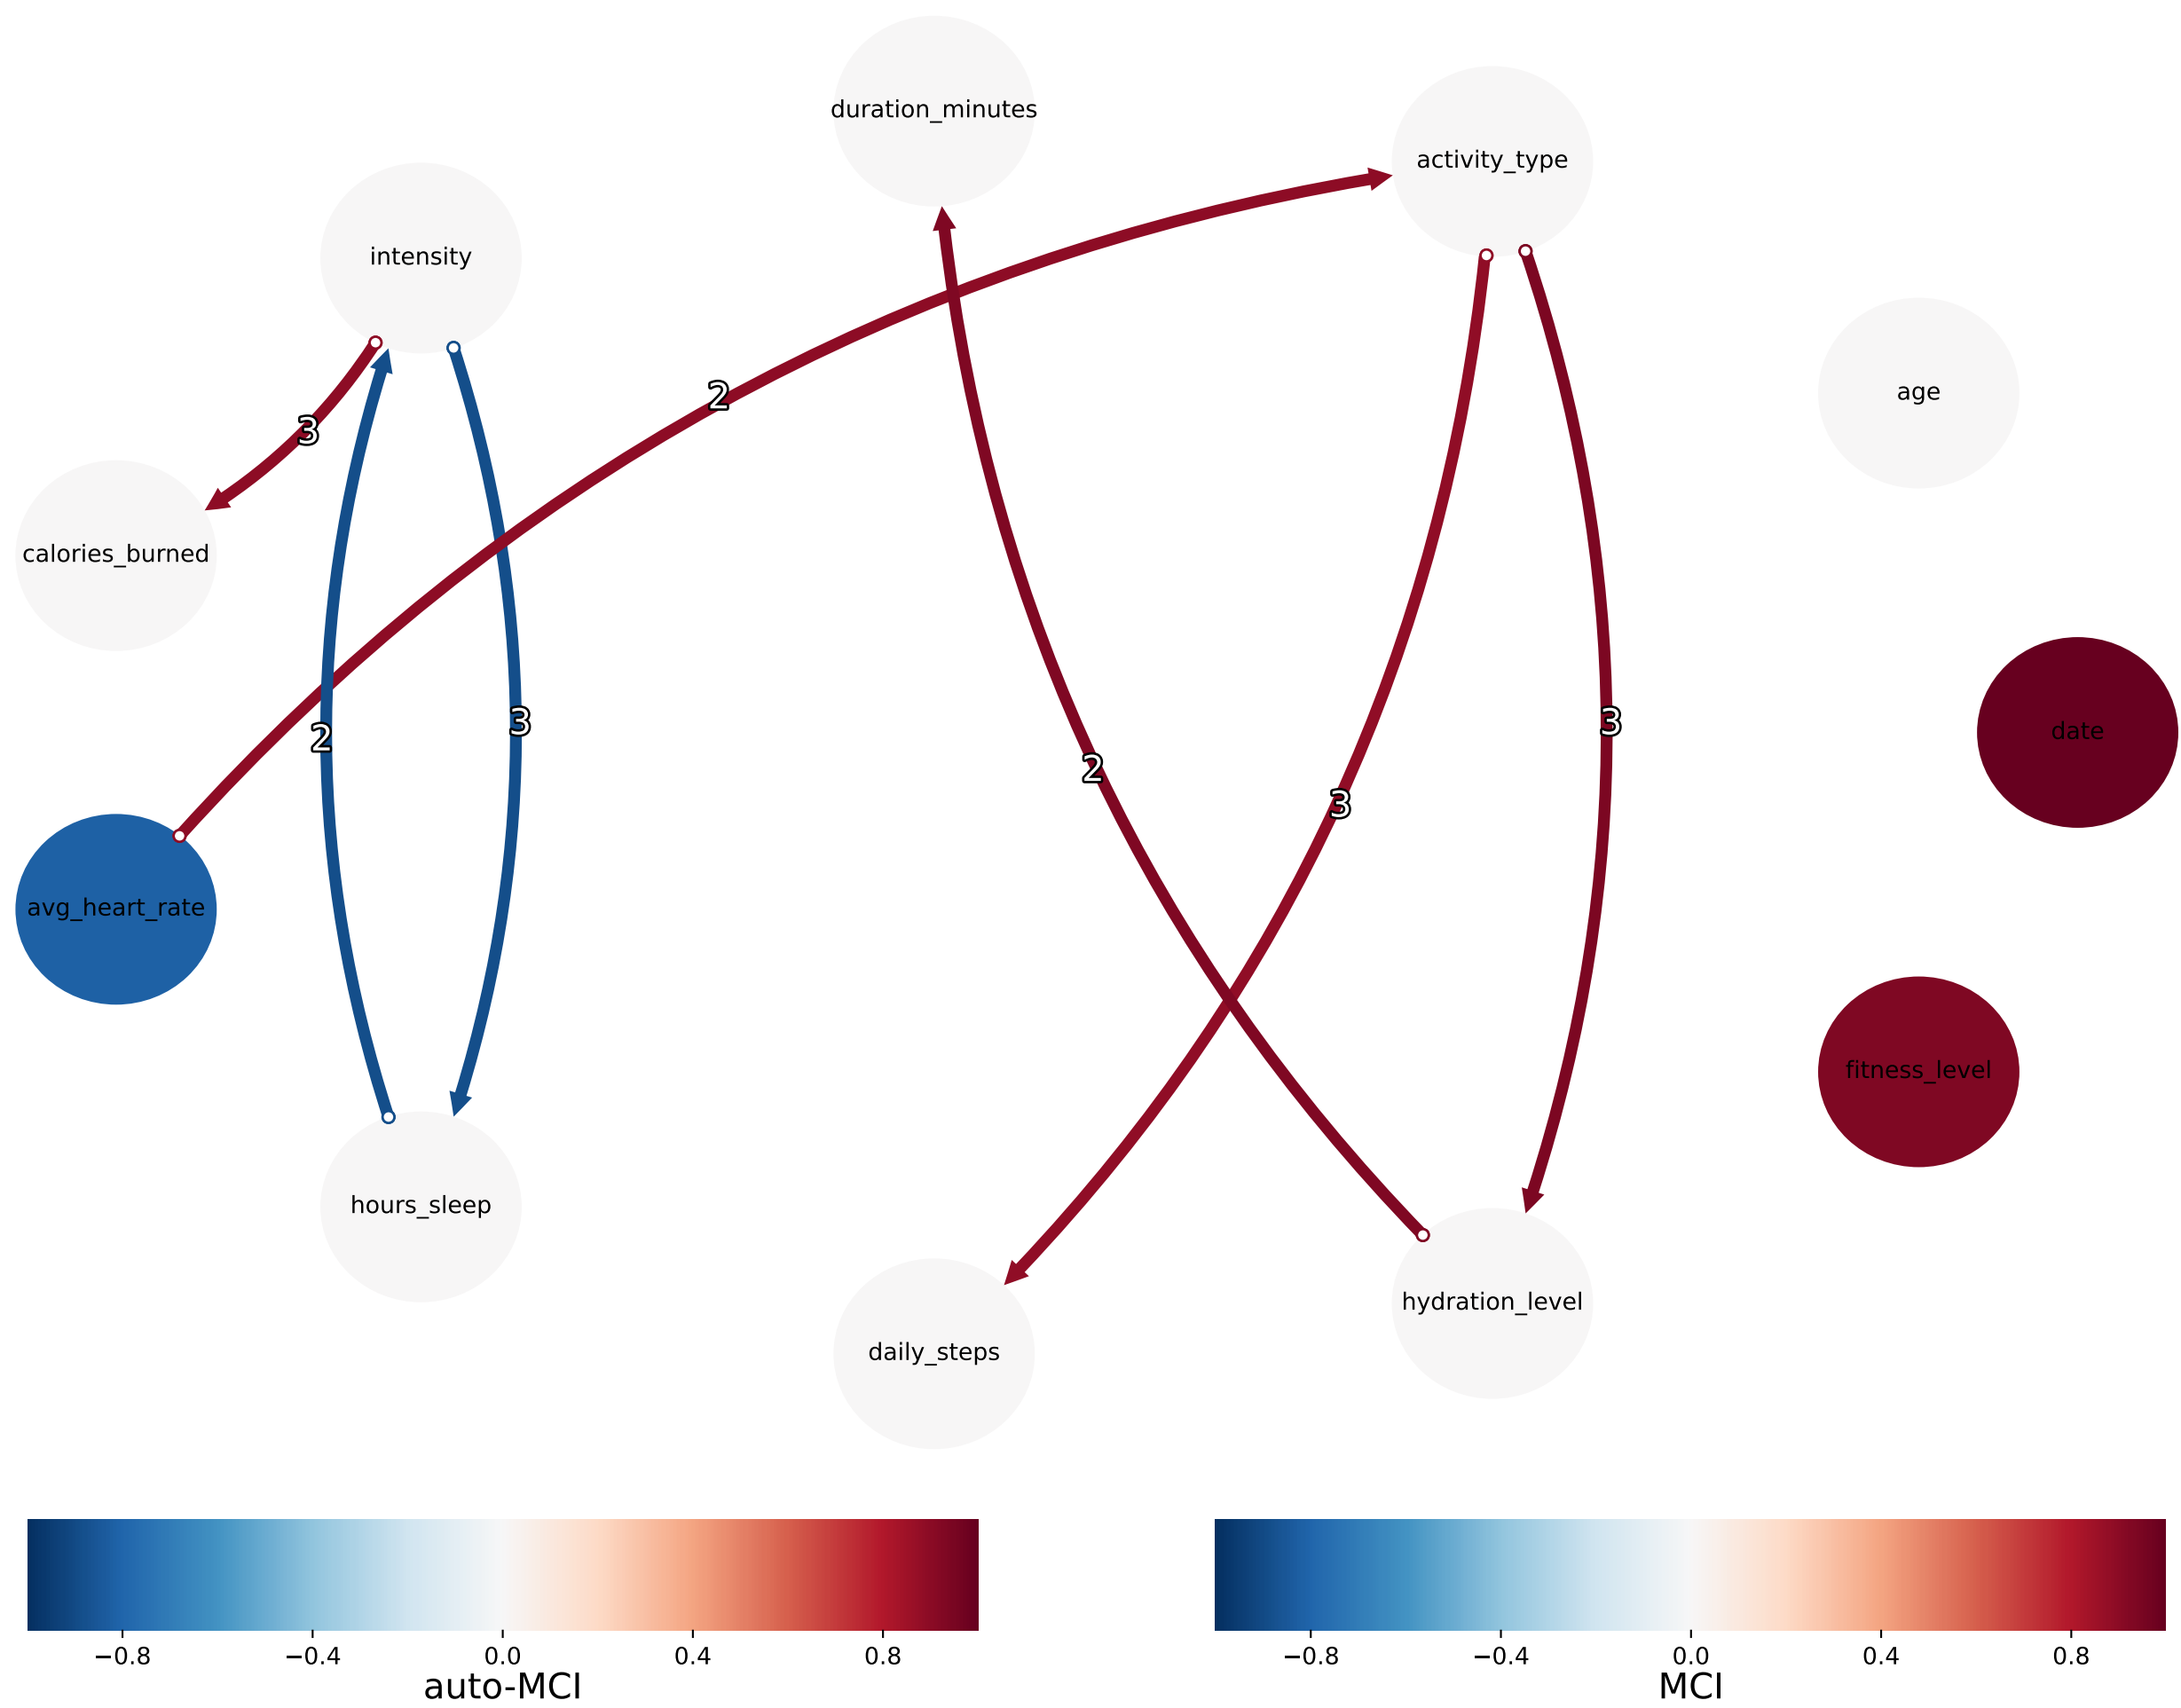 duration_minutes
activity_type
intensity
age
2
3
calories_burned
date
3
2
3
2
3
avg_heart_rate
fitness_level
hours_sleep
hydration_level
daily_steps
−0.8 −0.4 0.0 0.4 0.8
auto-MCI
−0.8 −0.4 0.0 0.4 0.8
MCI